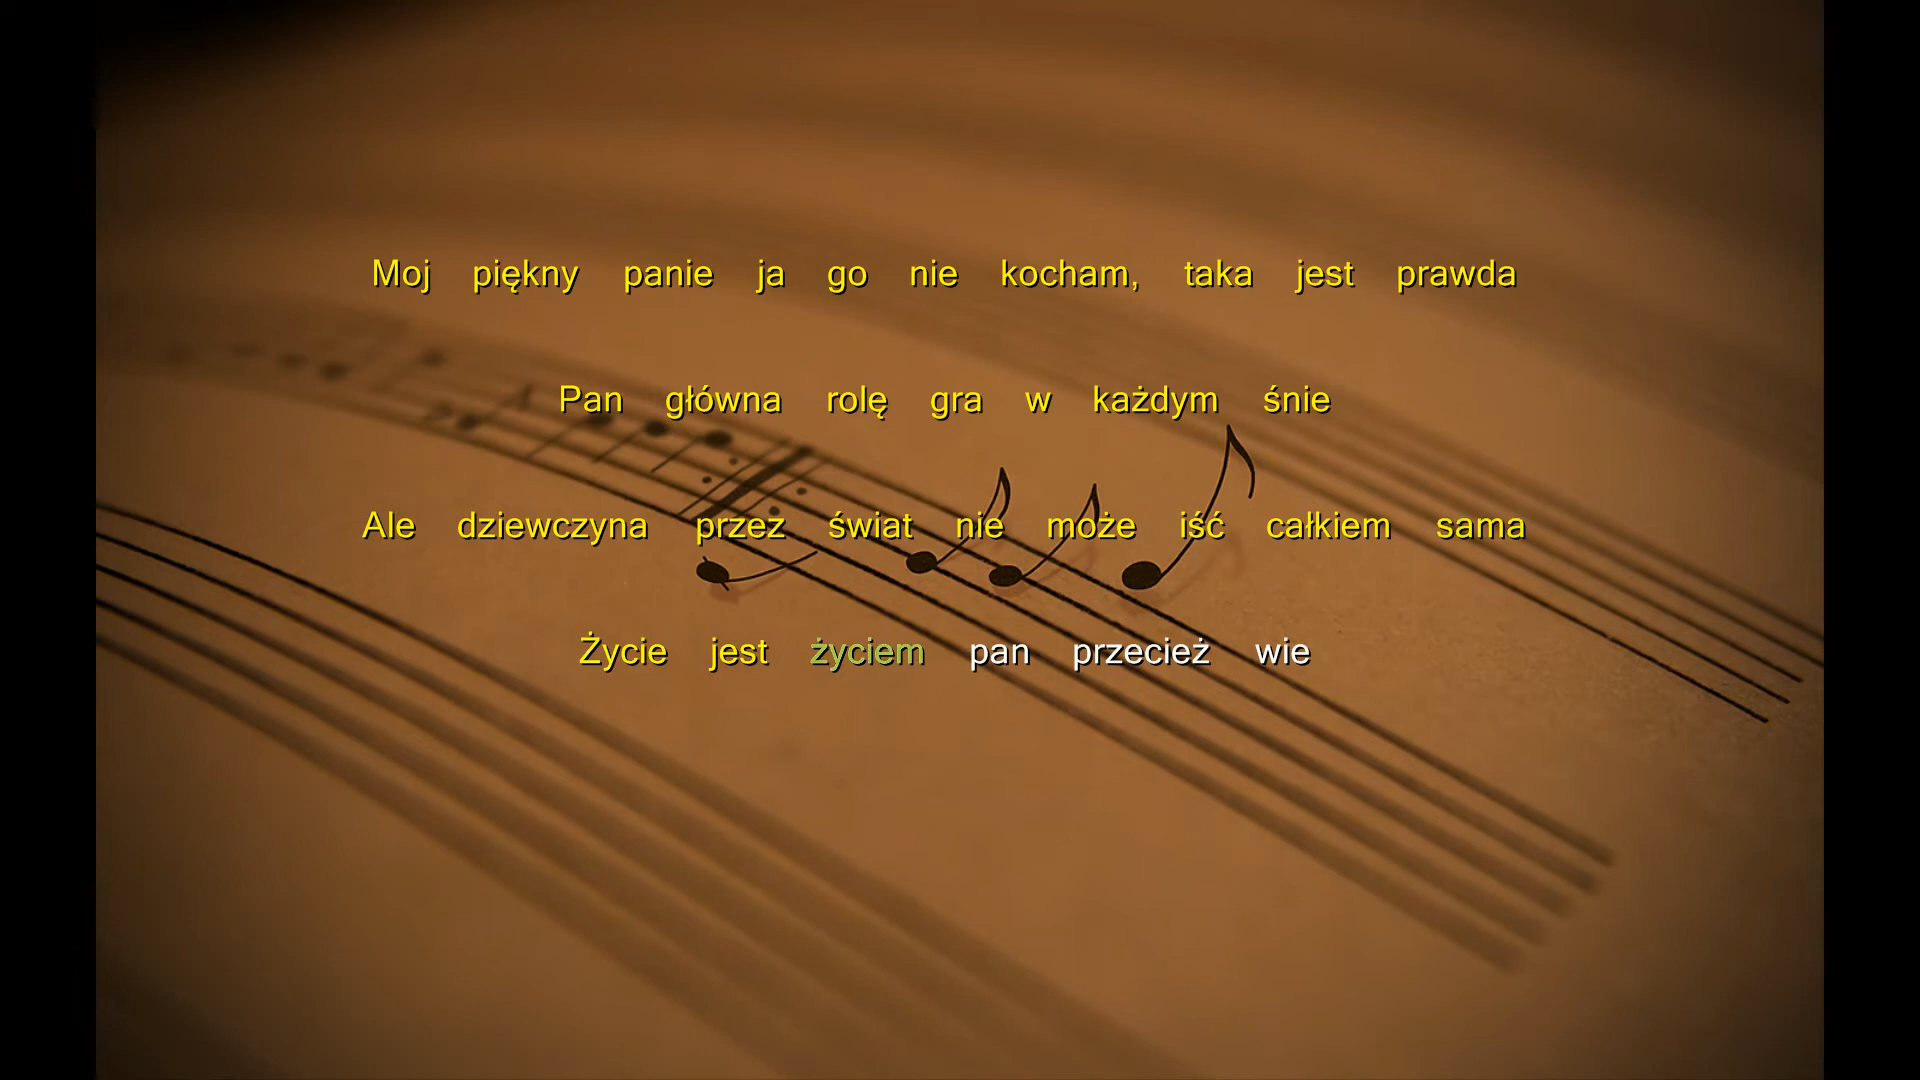 Moj piękny panie ja go nie kocham, taka jest prawda
Pan główna rolę gra w każdym śnie
Ale dziewczyna przez świat nie może iść całkiem sama
Życie jest życiem pan przecież wie